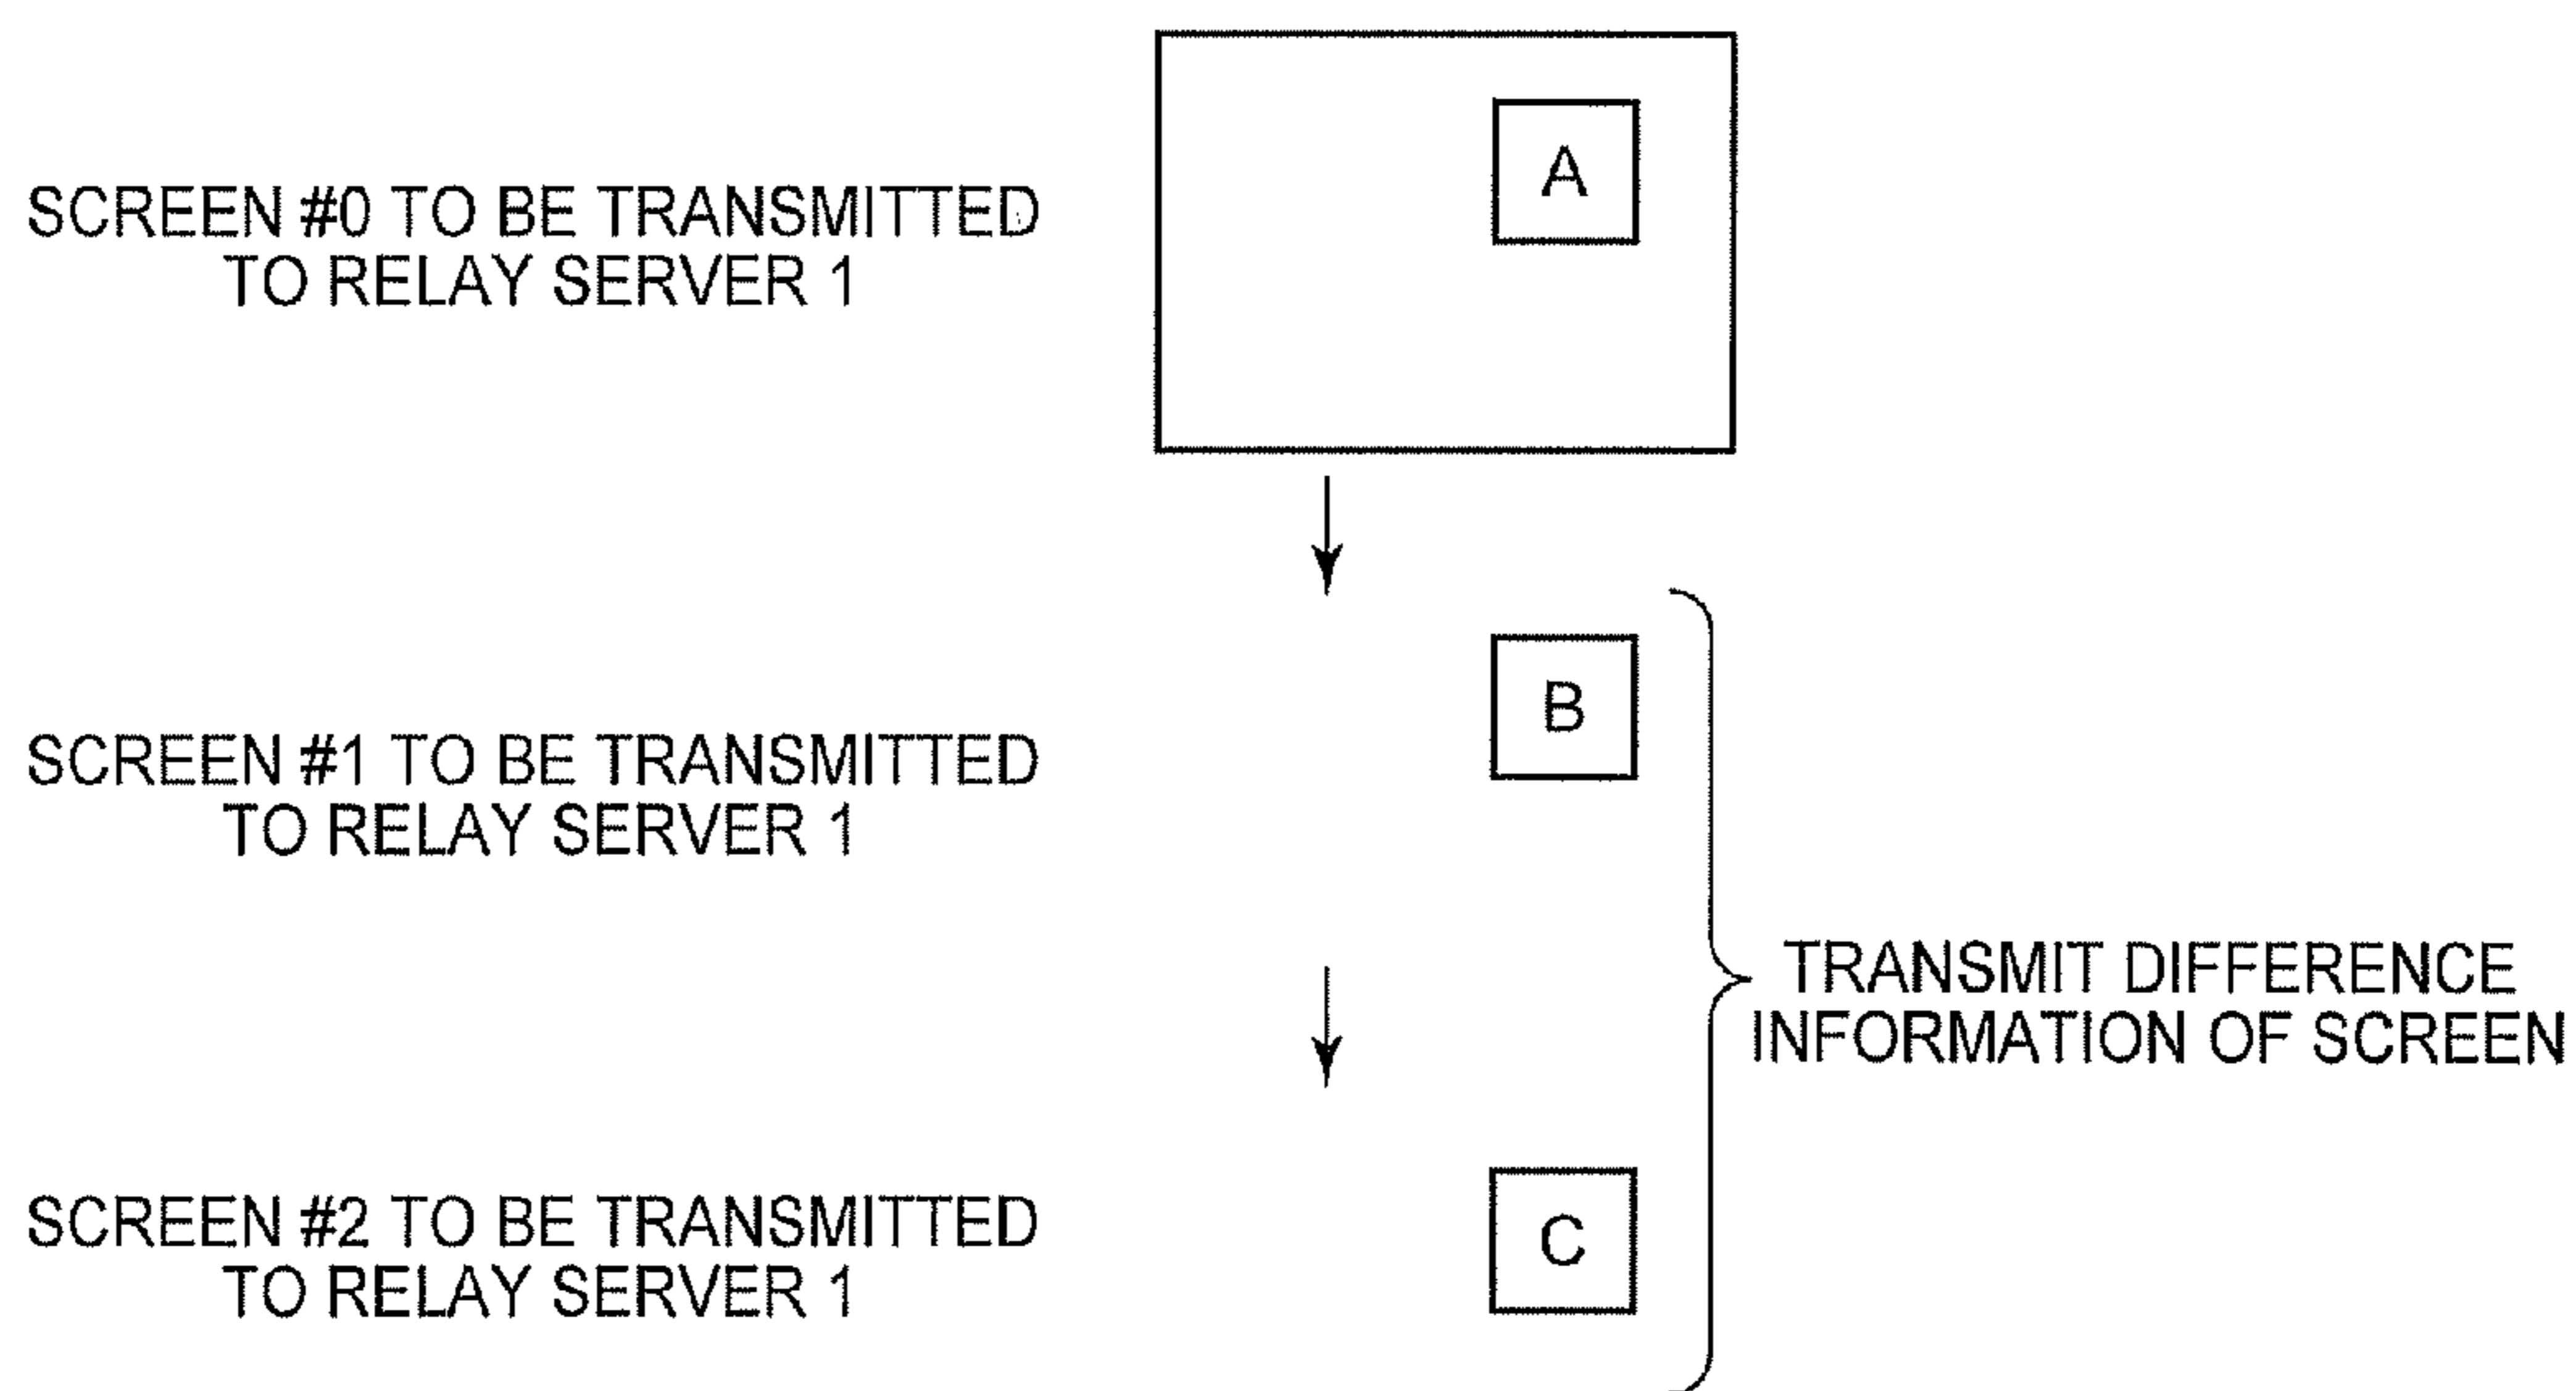 SCREEN #0 TO BE TRANSMITTED
TO RELAY SERVER 1
A
SCREEN #1 TO BE TRANSMITTED
TO RELAY SERVER 1
B
TRANSMIT DIFFERENCE
INFORMATION OF SCREEN
SCREEN #2 TO BE TRANSMITTED
TO RELAY SERVER 1
C